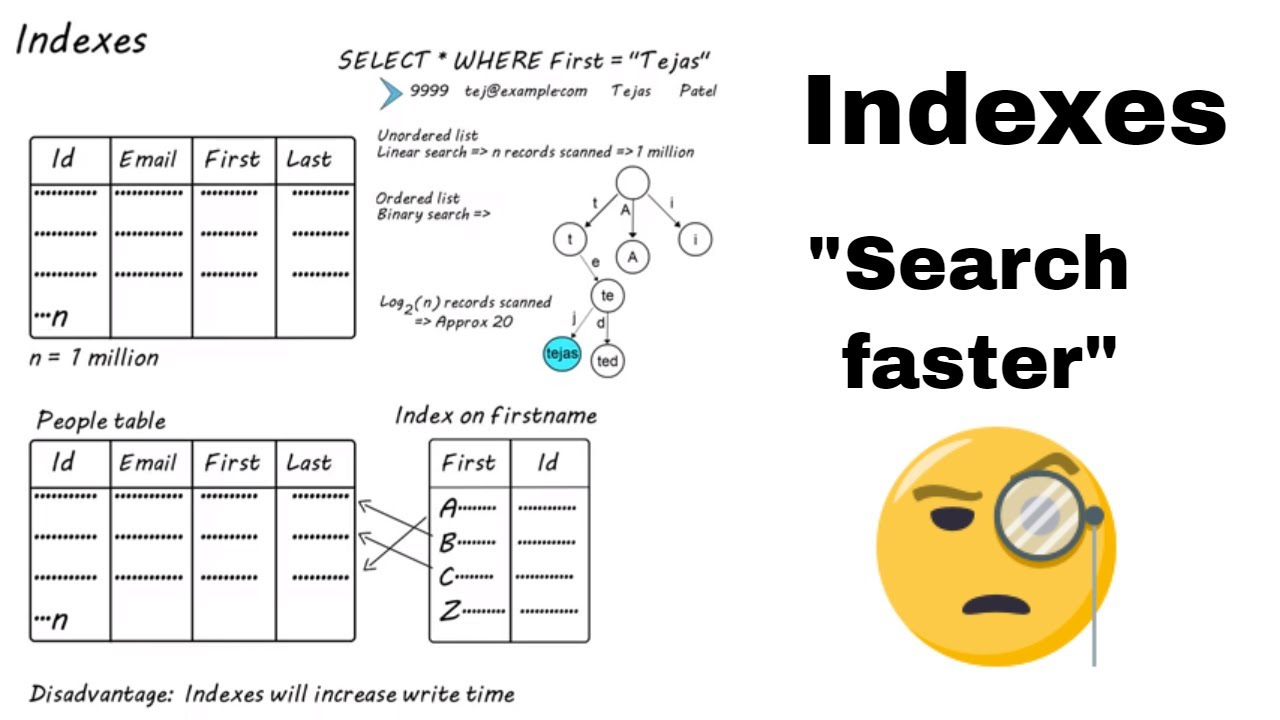 Indexes
SELECT * WHERE First = "Tejas"
9999 tej@example.com Tejas Patel
Unordered list
Linear search => n records scanned => 1 million
Ordered list
Binary search =>
Log2(n) records scanned
=> Approx 20
t A i
t A i
e
te
j d
tejas ted
Id Email First Last
...n
n = 1 million
People table
Id Email First Last
...n
Index on firstname
First Id
A........
B........
C........
Z.........
Disadvantage: Indexes will increase write time
Indexes
"Search
faster"